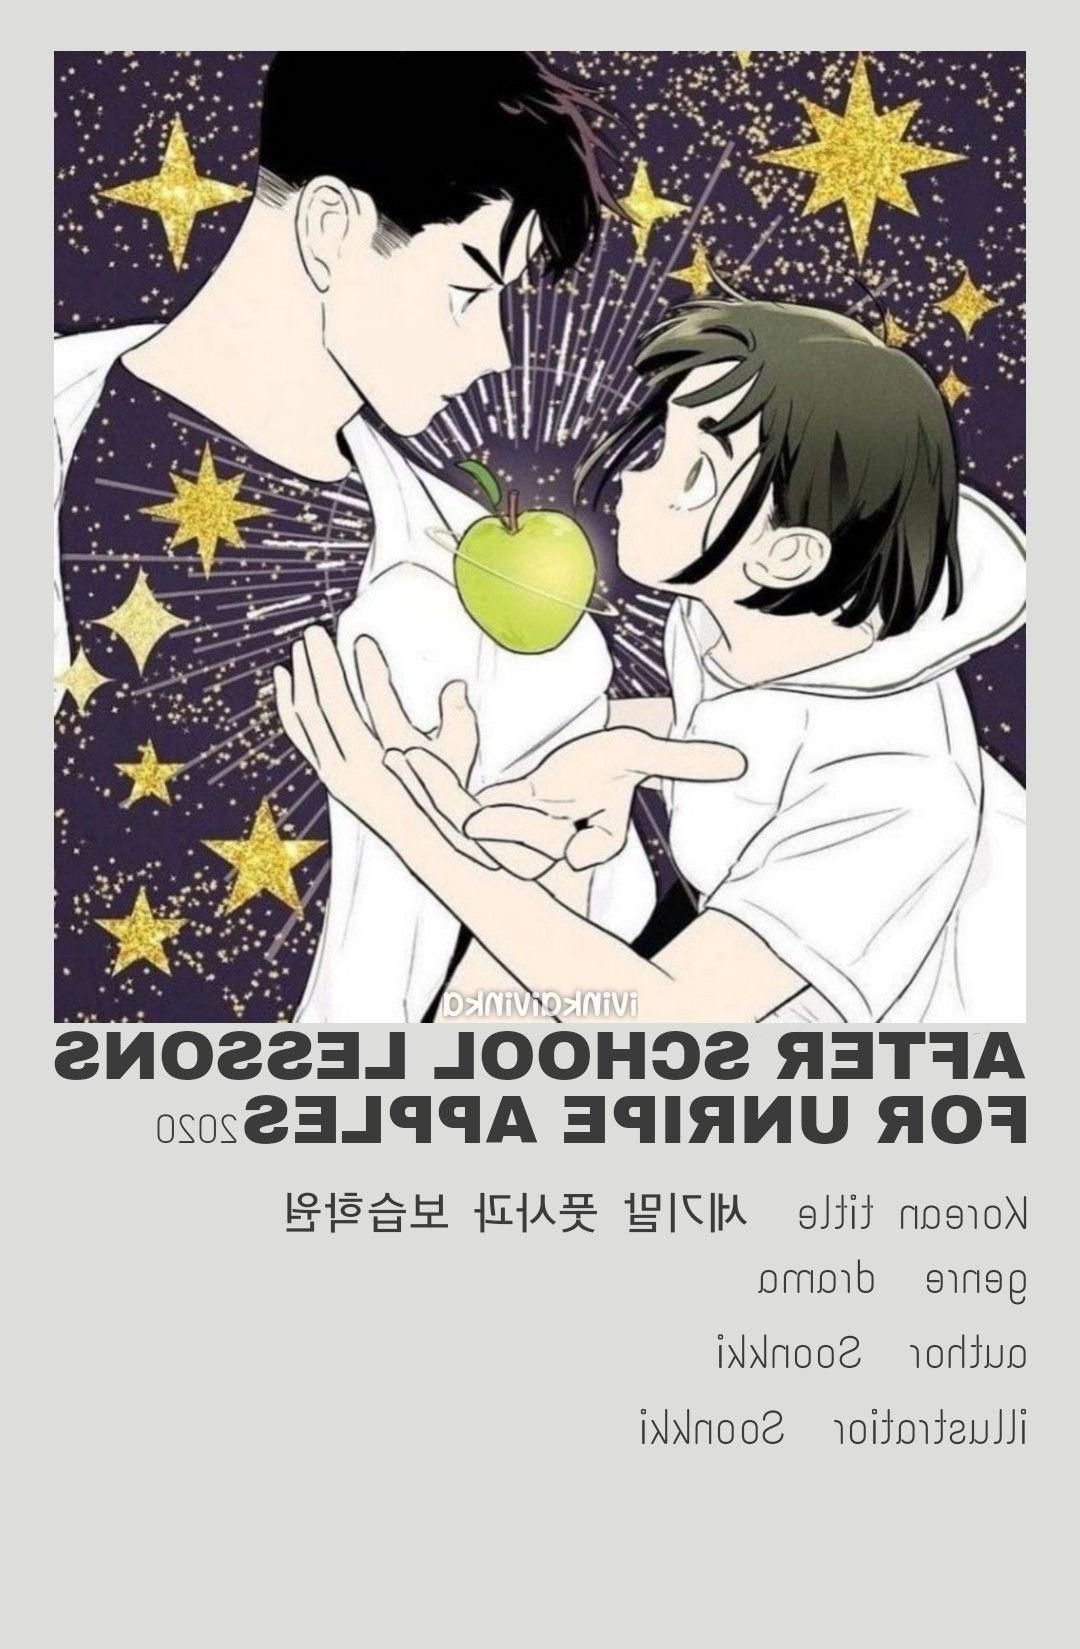 ivinkaivinka
AFTER SCHOOL LESSONS
FOR UNRIPE APPLES 2020
Korean title 세기말 풋사과 보습학원
genre drama
author Soonkki
illustratior Soonkki